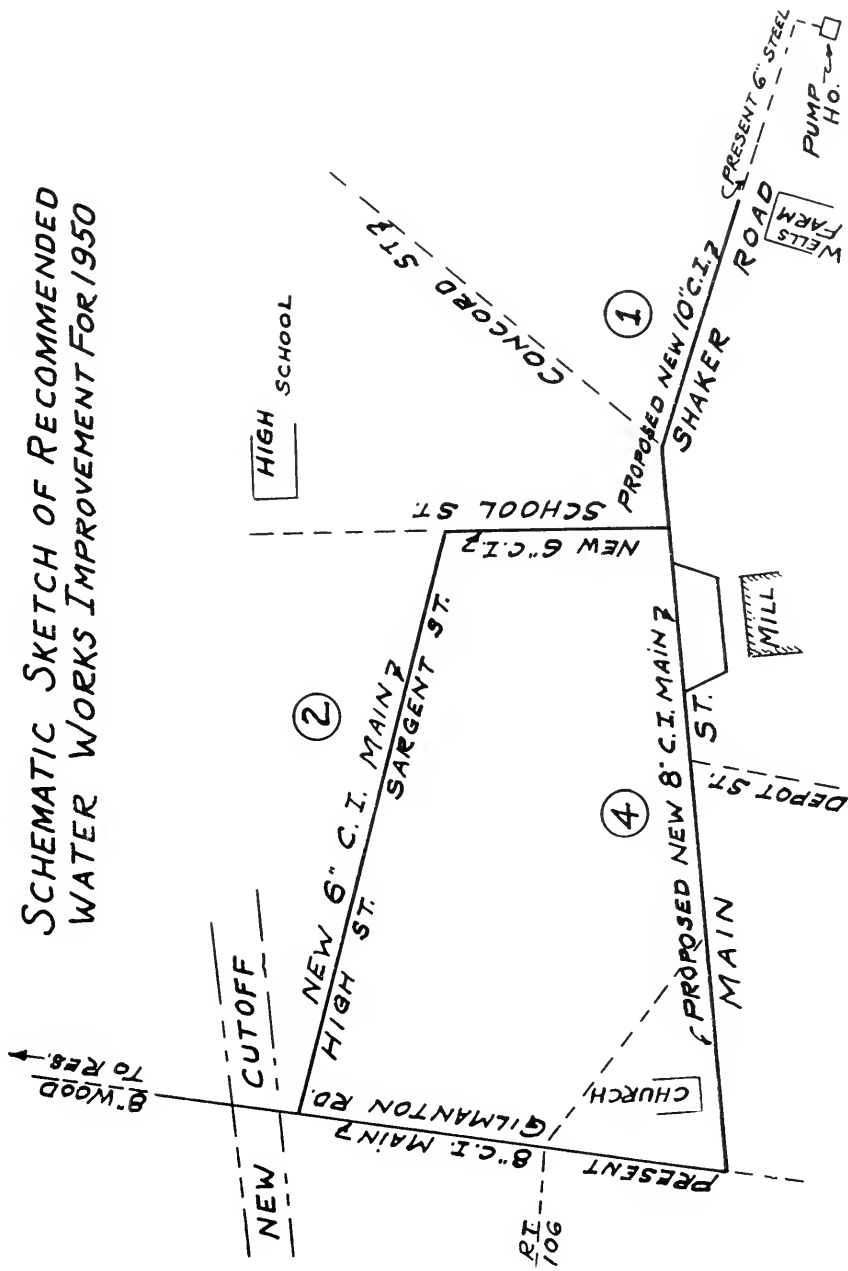 SCHEMATIC SKETCH OF RECOMMENDED
WATER WORKS IMPROVEMENT FOR 1950
8" WOOD
TO RES.
NEW CUTOFF
HIGH SCHOOL
CONCORD ST.
2
NEW 6" C.I. MAIN
HIGH ST.
SARGENT ST.
SCHOOL ST.
NEW 6" C.I.
1
PROPOSED NEW 10" C.I.
SHAKER ROAD
PRESENT 6" STEEL
WELLS
FARM
PUMP
HO.
GILMANTON RD.
PRESENT 8" C.I. MAIN
RT.
106
CHURCH
4
PROPOSED NEW 8" C.I. MAIN
MAIN ST.
DEPOT ST.
MILL